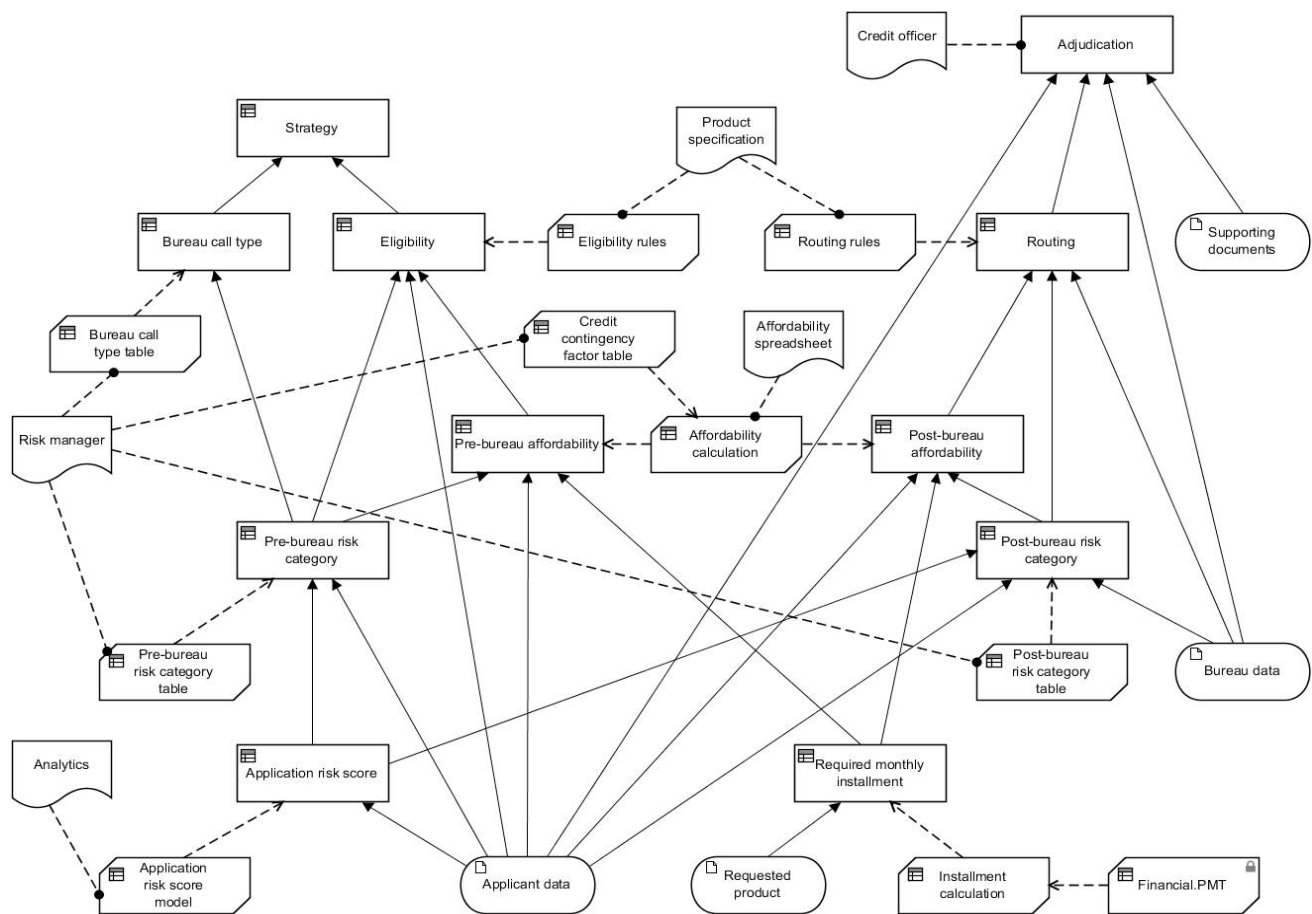 Credit officer
Adjudication
Strategy
Product
specification
Bureau call type
Eligibility
Eligibility rules
Routing rules
Routing
Supporting
documents
Bureau call
type table
Credit
contingency
factor table
Affordability
spreadsheet
Risk manager
Pre-bureau affordability
Affordability
calculation
Post-bureau
affordability
Pre-bureau risk
category
Post-bureau risk
category
Pre-bureau
risk category
table
Post-bureau
risk category
table
Bureau data
Analytics
Application risk score
Required monthly
installment
Application
risk score
model
Applicant data
Requested
product
Installment
calculation
Financial.PMT